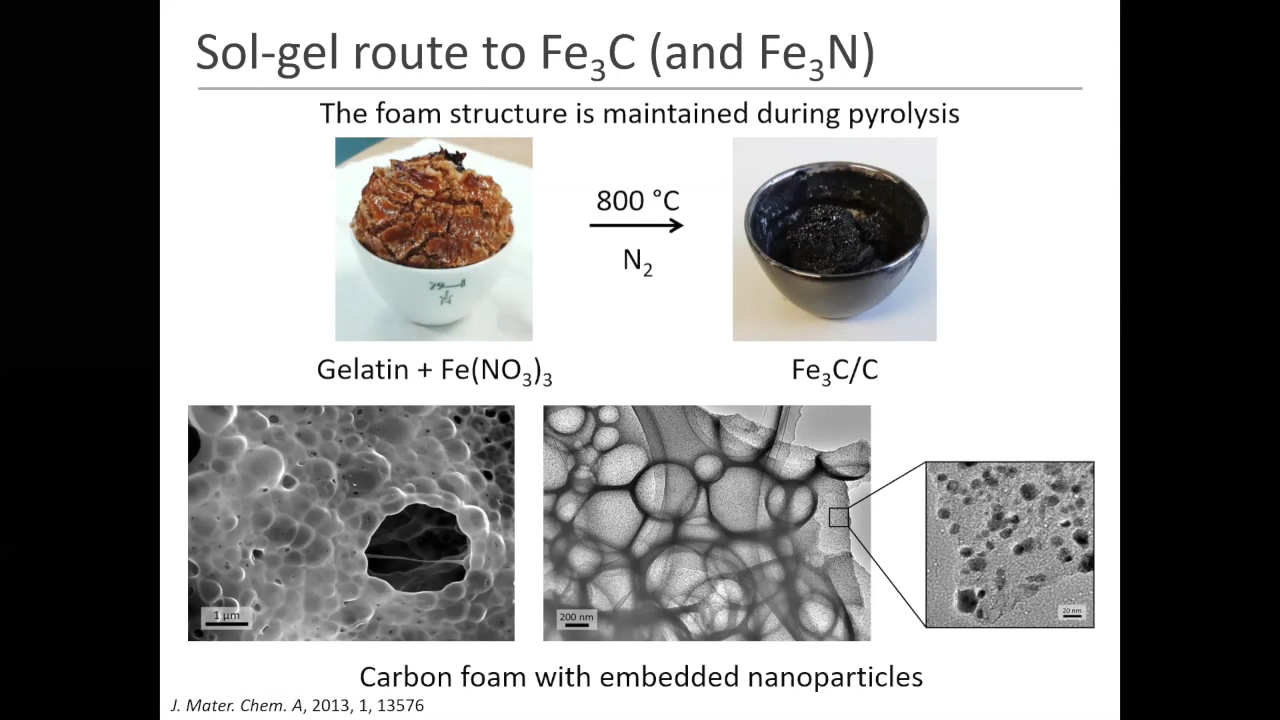 Sol-gel route to Fe₃C (and Fe₃N)
The foam structure is maintained during pyrolysis
800 °C
N₂
Gelatin + Fe(NO₃)₃
Fe₃C/C
1 μm
200 nm
20 nm
Carbon foam with embedded nanoparticles
J. Mater. Chem. A, 2013, 1, 13576